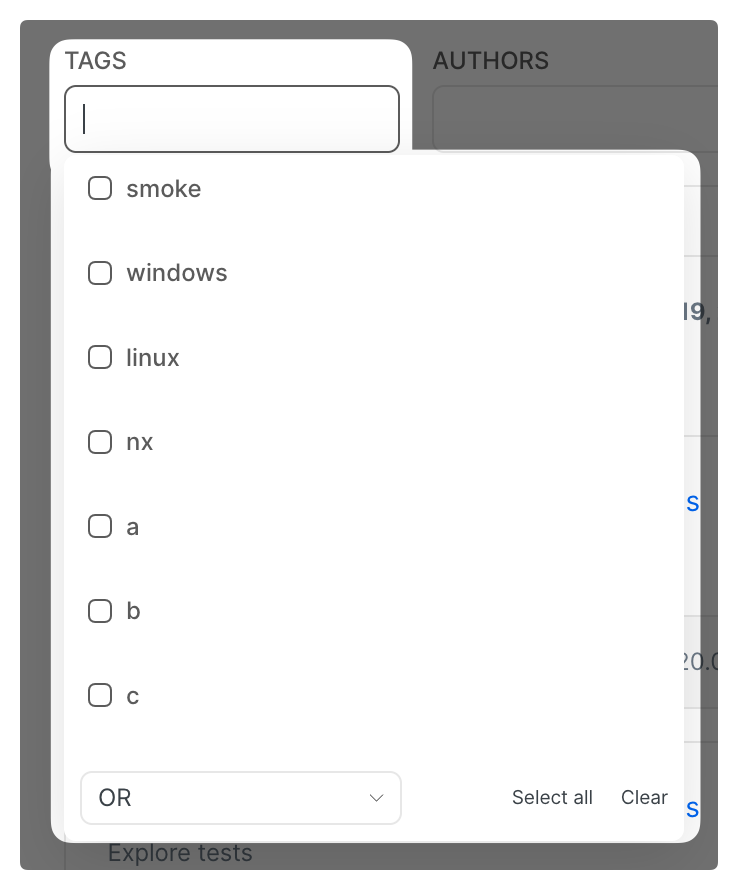 TAGS
AUTHORS
smoke
windows
19,
linux
nx
s
a
b
20.0
c
OR
Select all
Clear
s
Explore tests